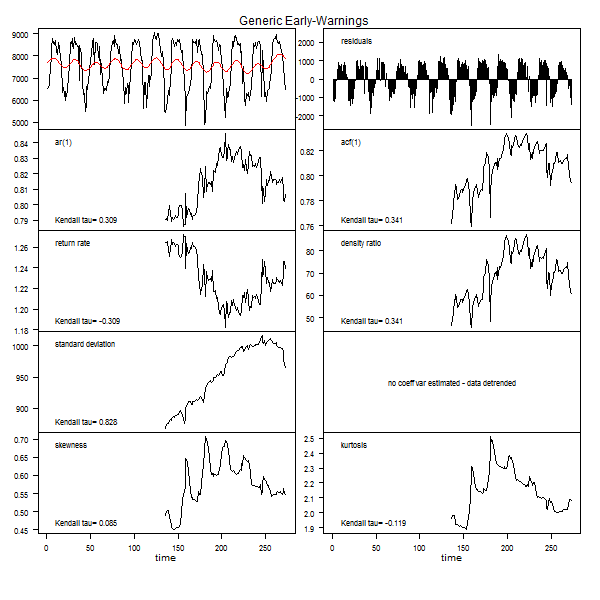 Generic Early-Warnings
9000
8000
7000
6000
5000
residuals
2000
1000
0
-2000
ar(1)
0.84
0.83
0.82
0.81
0.80
0.79
Kendall tau= 0.309
acf(1)
0.82
0.80
0.78
0.76
Kendall tau= 0.341
return rate
1.26
1.24
1.22
1.20
1.18
Kendall tau= -0.309
density ratio
80
70
60
50
Kendall tau= 0.341
standard deviation
1000
950
900
Kendall tau= 0.828
no coeff var estimated - data detrended
skewness
0.70
0.65
0.60
0.55
0.50
0.45
Kendall tau= 0.085
kurtosis
2.5
2.4
2.3
2.2
2.1
2.0
1.9
Kendall tau= -0.119
0 50 100 150 200 250
time
0 50 100 150 200 250
time